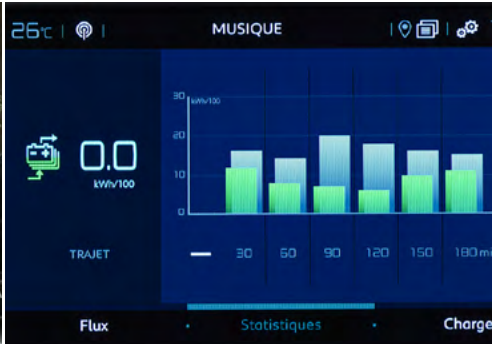 26°C
MUSIQUE
30 kWh/100
20
10
0
0.0
kWh/100
TRAJET
30 60 90 120 150 180 mi
Flux • Statistiques • Charge